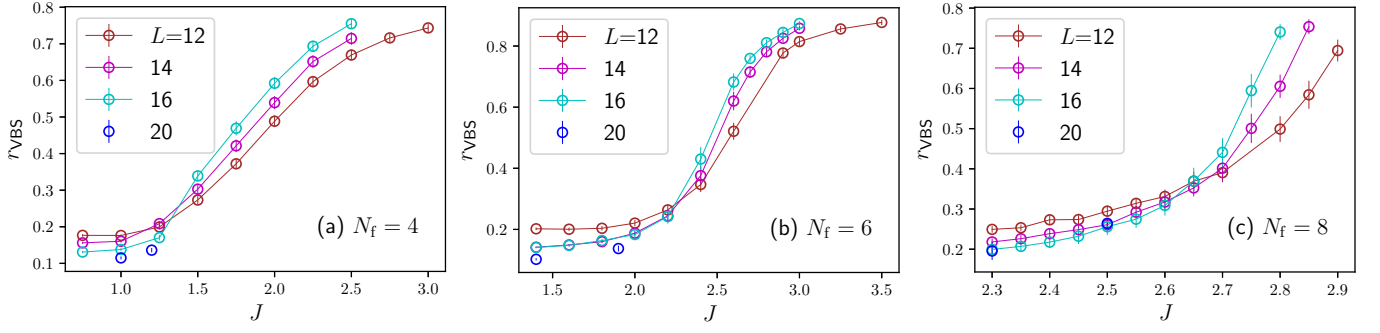 0.8
0.7
0.6
0.5
0.4
0.3
0.2
0.1
r_VBS
L=12
14
16
20
(a) N_f = 4
1.0 1.5 2.0 2.5 3.0
J
0.8
0.6
0.4
0.2
r_VBS
L=12
14
16
20
(b) N_f = 6
1.5 2.0 2.5 3.0 3.5
J
0.8
0.7
0.6
0.5
0.4
0.3
0.2
r_VBS
L=12
14
16
20
(c) N_f = 8
2.3 2.4 2.5 2.6 2.7 2.8 2.9
J